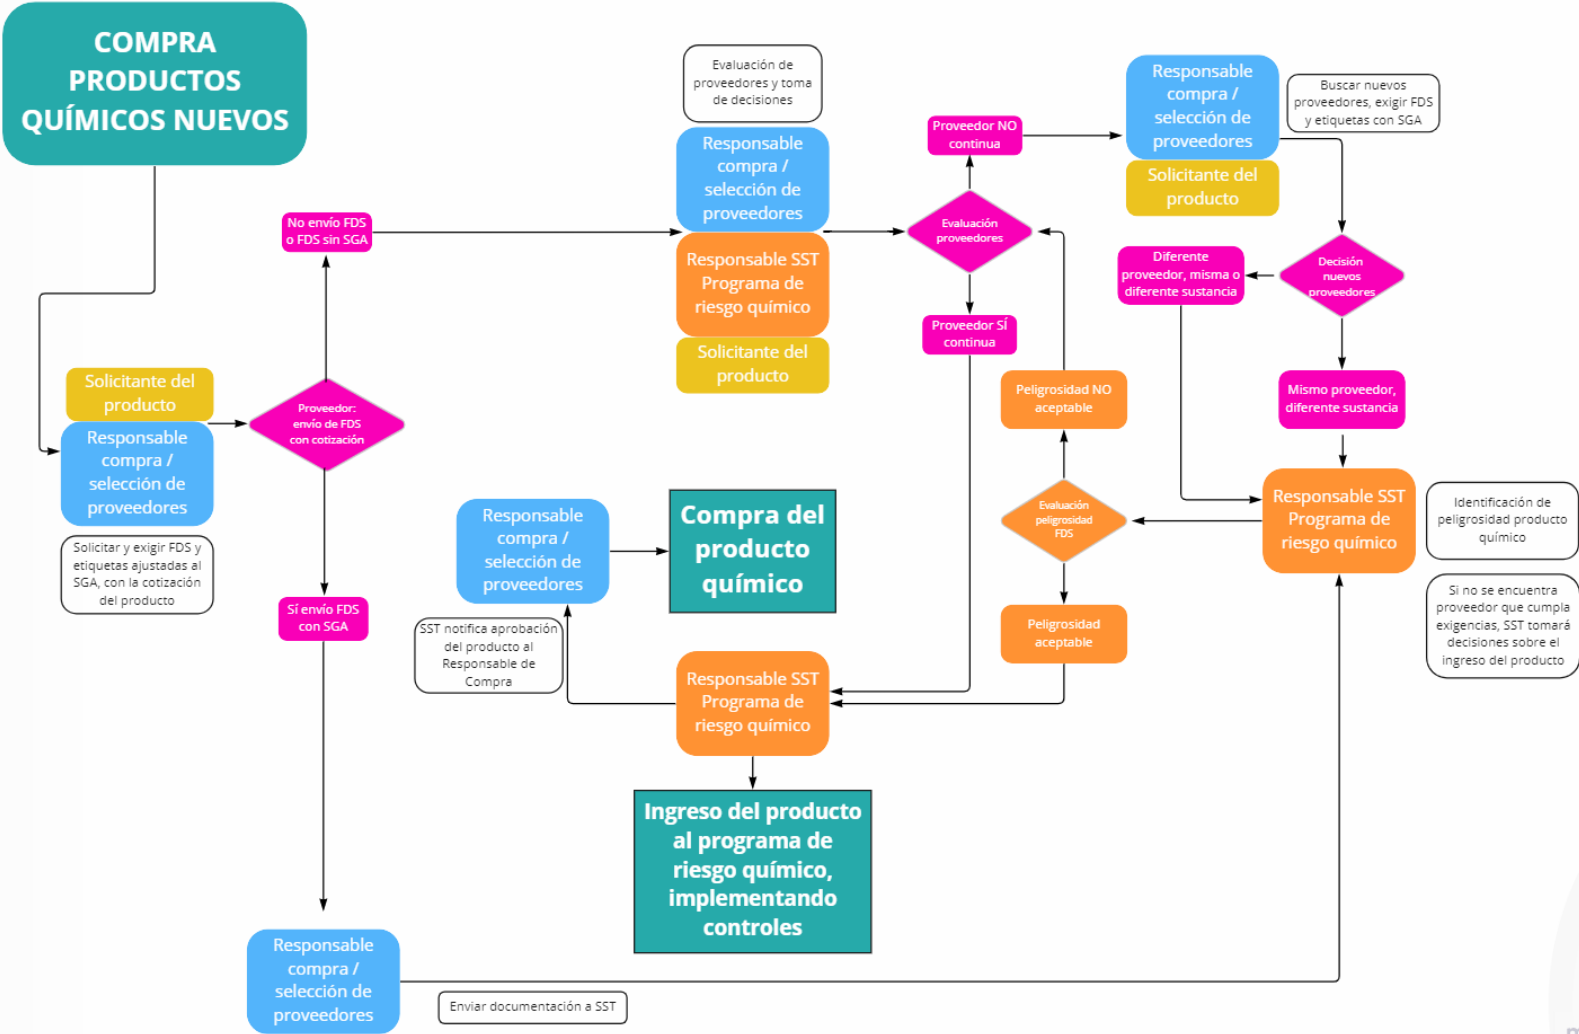 COMPRA
PRODUCTOS
QUÍMICOS NUEVOS
Evaluación de
proveedores y toma
de decisiones
Responsable
compra /
selección de
proveedores
Responsable SST
Programa de
riesgo químico
Solicitante del
producto
No envío FDS
o FDS sin SGA
Proveedor NO
continua
Evaluación
proveedores
Proveedor SÍ
continua
Responsable
compra /
selección de
proveedores
Solicitante del
producto
Buscar nuevos
proveedores, exigir FDS
y etiquetas con SGA
Diferente
proveedor, misma o
diferente sustancia
Decisión
nuevos
proveedores
Mismo proveedor,
diferente sustancia
Solicitante del
producto
Responsable
compra /
selección de
proveedores
Solicitar y exigir FDS y
etiquetas ajustadas al
SGA, con la cotización
del producto
Proveedor:
envío de FDS
con cotización
Sí envío FDS
con SGA
Peligrosidad NO
aceptable
Evaluación
peligrosidad
FDS
Peligrosidad
aceptable
Responsable SST
Programa de
riesgo químico
Identificación de
peligrosidad producto
químico
Si no se encuentra
proveedor que cumpla
exigencias, SST tomará
decisiones sobre el
ingreso del producto
Responsable
compra /
selección de
proveedores
Compra del
producto
químico
SST notifica aprobación
del producto al
Responsable de
Compra
Responsable SST
Programa de
riesgo químico
Ingreso del producto
al programa de
riesgo químico,
implementando
controles
Responsable
compra /
selección de
proveedores
Enviar documentación a SST